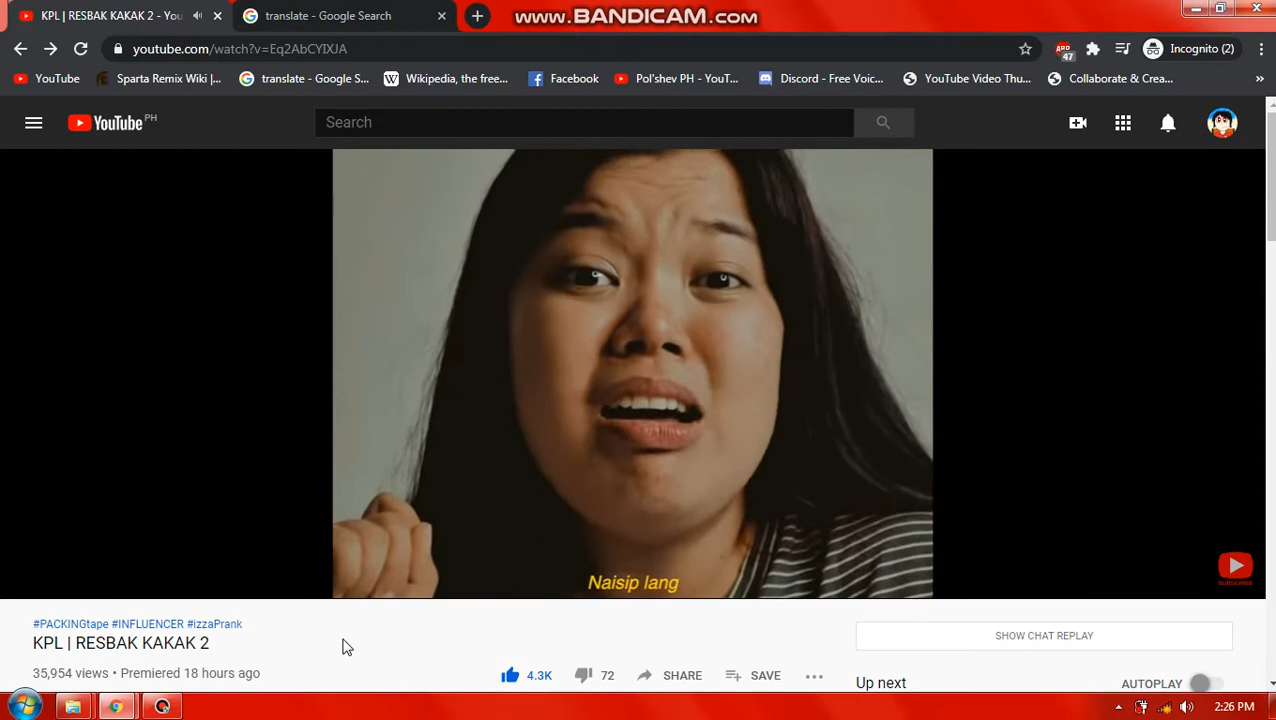 KPL | RESBAK KAKAK 2 - You
translate - Google Search
www.BANDICAM.com
youtube.com/watch?v=Eq2AbCYIXJA
ABP
47
Incognito (2)
YouTube
Sparta Remix Wiki |...
translate - Google S...
Wikipedia, the free...
Facebook
Pol'shev PH - YouT...
Discord - Free Voic...
YouTube Video Thu...
Collaborate & Crea...
YouTube PH
Search
Naisip lang
SUBSCRIBE
#PACKINGtape #INFLUENCER #izzaPrank
KPL | RESBAK KAKAK 2
35,954 views • Premiered 18 hours ago
4.3K
72
SHARE
SAVE
SHOW CHAT REPLAY
Up next
AUTOPLAY
2:26 PM